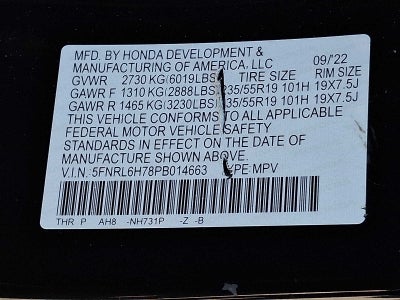 MFD. BY HONDA DEVELOPMENT &
MANUFACTURING OF AMERICA, LLC 09/'22
GVWR 2730 KG(6019LBS) TIRE SIZE RIM SIZE
GAWR F 1310 KG(2888LBS) 235/55R19 101H 19X7.5J
GAWR R 1465 KG(3230LBS) 235/55R19 101H 19X7.5J
THIS VEHICLE CONFORMS TO ALL APPLICABLE
FEDERAL MOTOR VEHICLE SAFETY
STANDARDS IN EFFECT ON THE DATE OF
MANUFACTURE SHOWN ABOVE.
V.I.N.:5FNRL6H78PB014663 TYPE:MPV
THR P AH8 -NH731P -Z -B